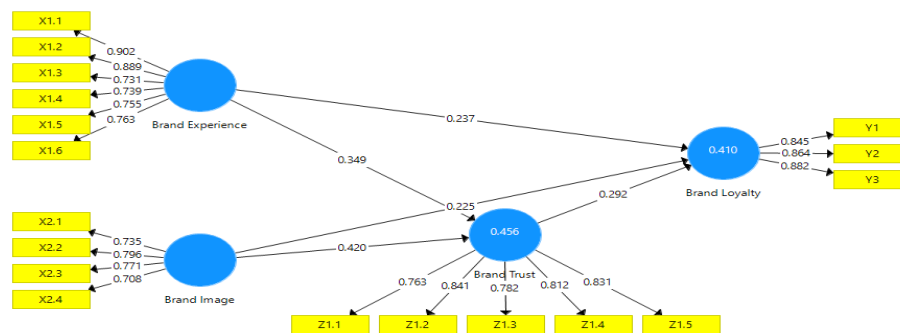 X1.1
X1.2
X1.3
X1.4
X1.5
X1.6
0.902
0.889
0.731
0.739
0.755
0.763
Brand Experience
0.237
0.349
0.410
Brand Loyalty
0.845
0.864
0.882
Y1
Y2
Y3
0.225
0.292
X2.1
X2.2
X2.3
X2.4
0.735
0.796
0.771
0.708
Brand Image
0.420
0.456
Brand Trust
0.763
0.841
0.782
0.812
0.831
Z1.1
Z1.2
Z1.3
Z1.4
Z1.5